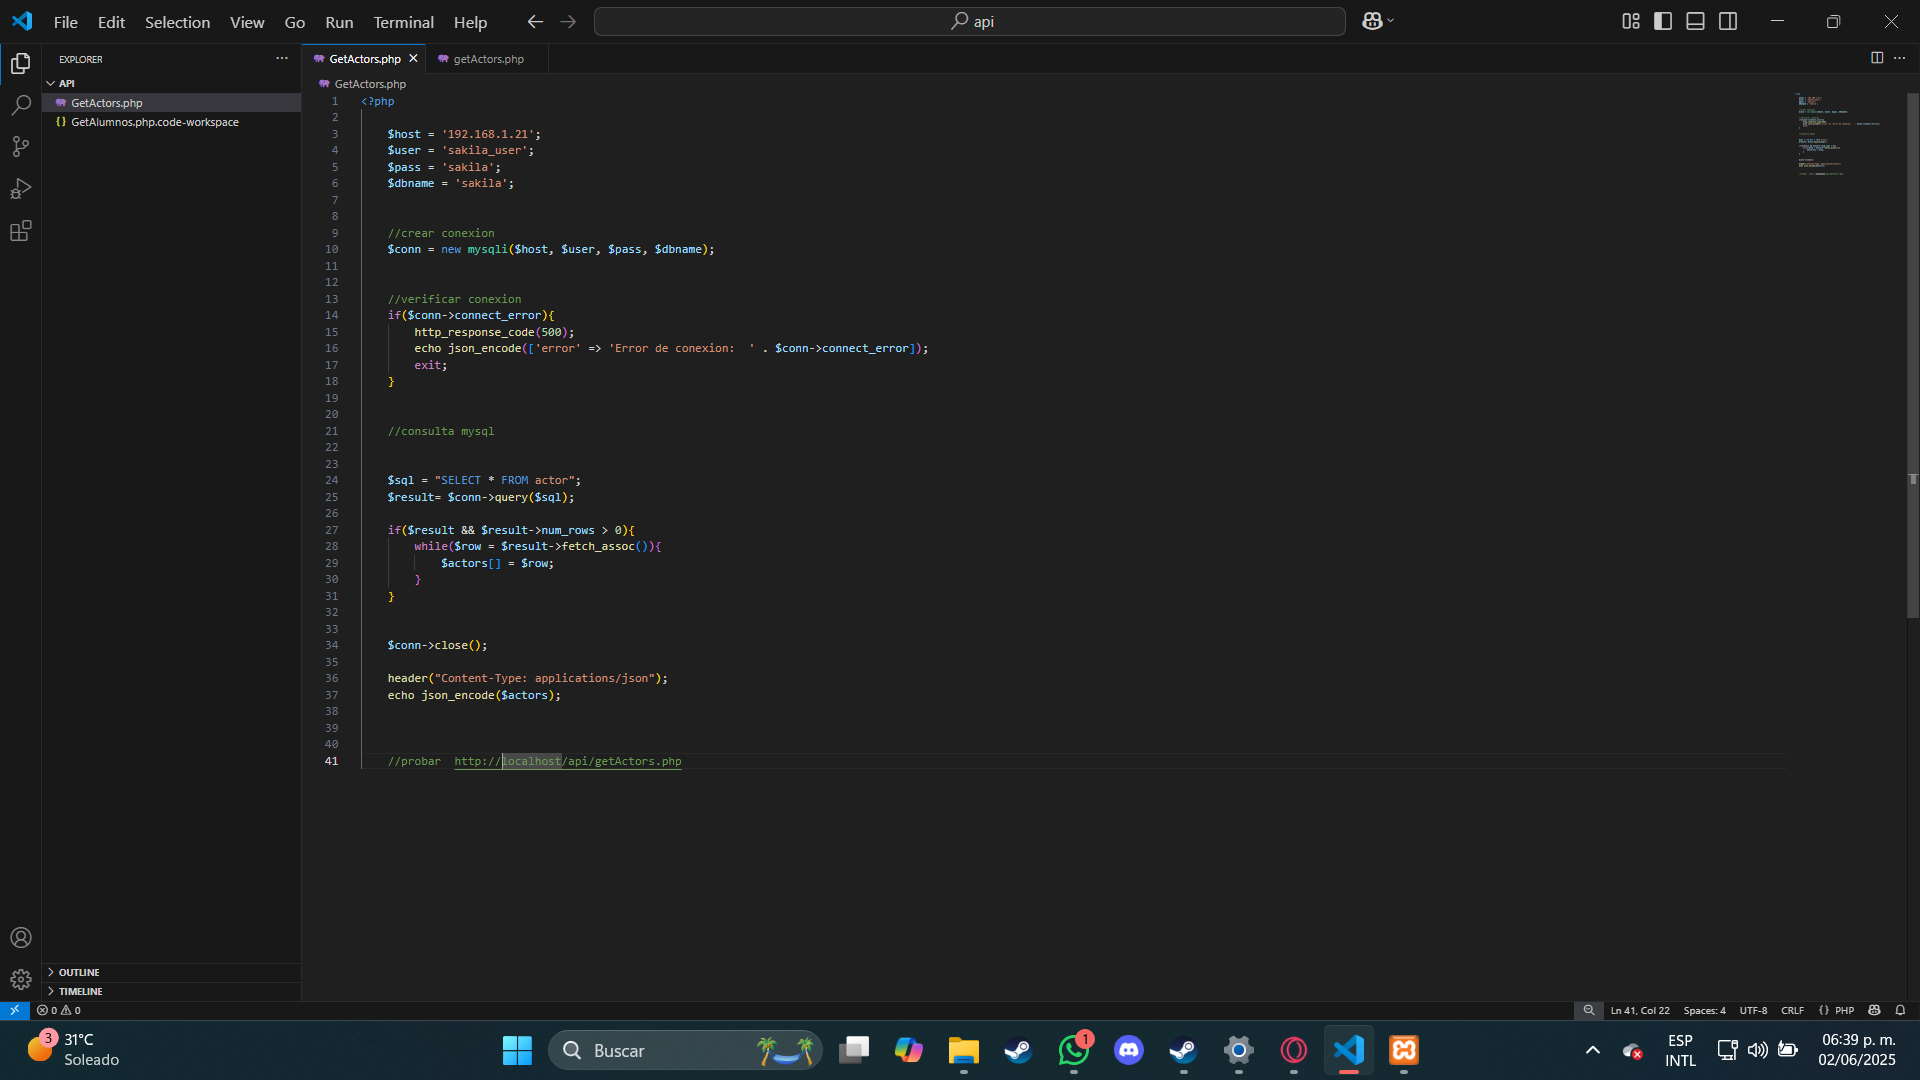 File Edit Selection View Go Run Terminal Help
api
EXPLORER
GetActors.php
getActors.php
API
GetActors.php
GetActors.php
{} GetAlumnos.php.code-workspace
1 <?php
2
3 $host = '192.168.1.21';
4 $user = 'sakila_user';
5 $pass = 'sakila';
6 $dbname = 'sakila';
7
8
9 //crear conexion
10 $conn = new mysqli($host, $user, $pass, $dbname);
11
12
13 //verificar conexion
14 if($conn->connect_error){
15 http_response_code(500);
16 echo json_encode(['error' => 'Error de conexion:  ' . $conn->connect_error]);
17 exit;
18 }
19
20
21 //consulta mysql
22
23
24 $sql = "SELECT * FROM actor";
25 $result= $conn->query($sql);
26
27 if($result && $result->num_rows > 0){
28 while($row = $result->fetch_assoc()){
29 $actors[] = $row;
30 }
31 }
32
33
34 $conn->close();
35
36 header("Content-Type: applications/json");
37 echo json_encode($actors);
38
39
40
41 //probar  http://localhost/api/getActors.php
OUTLINE
TIMELINE
0 0
Ln 41, Col 22
Spaces: 4
UTF-8
CRLF
{} PHP
3
31°C
Soleado
Buscar
1
ESP
INTL
06:39 p. m.
02/06/2025